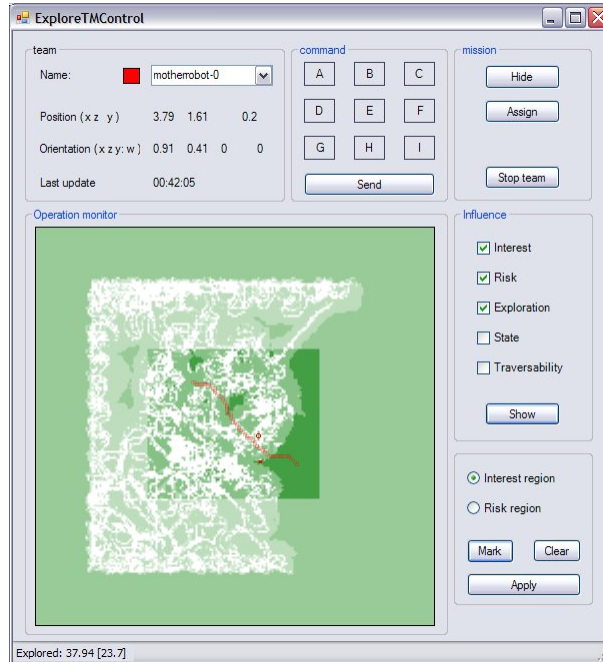 ExploreTMControl
team
Name: motherrobot-0
Position ( x z y ) 3.79 1.61 0.2
Orientation ( x z y: w ) 0.91 0.41 0 0
Last update 00:42:05
command
A B C
D E F
G H I
Send
mission
Hide
Assign
Stop team
Operation monitor
Influence
Interest
Risk
Exploration
State
Traversability
Show
Interest region
Risk region
Mark Clear
Apply
Explored: 37.94 [23.7]